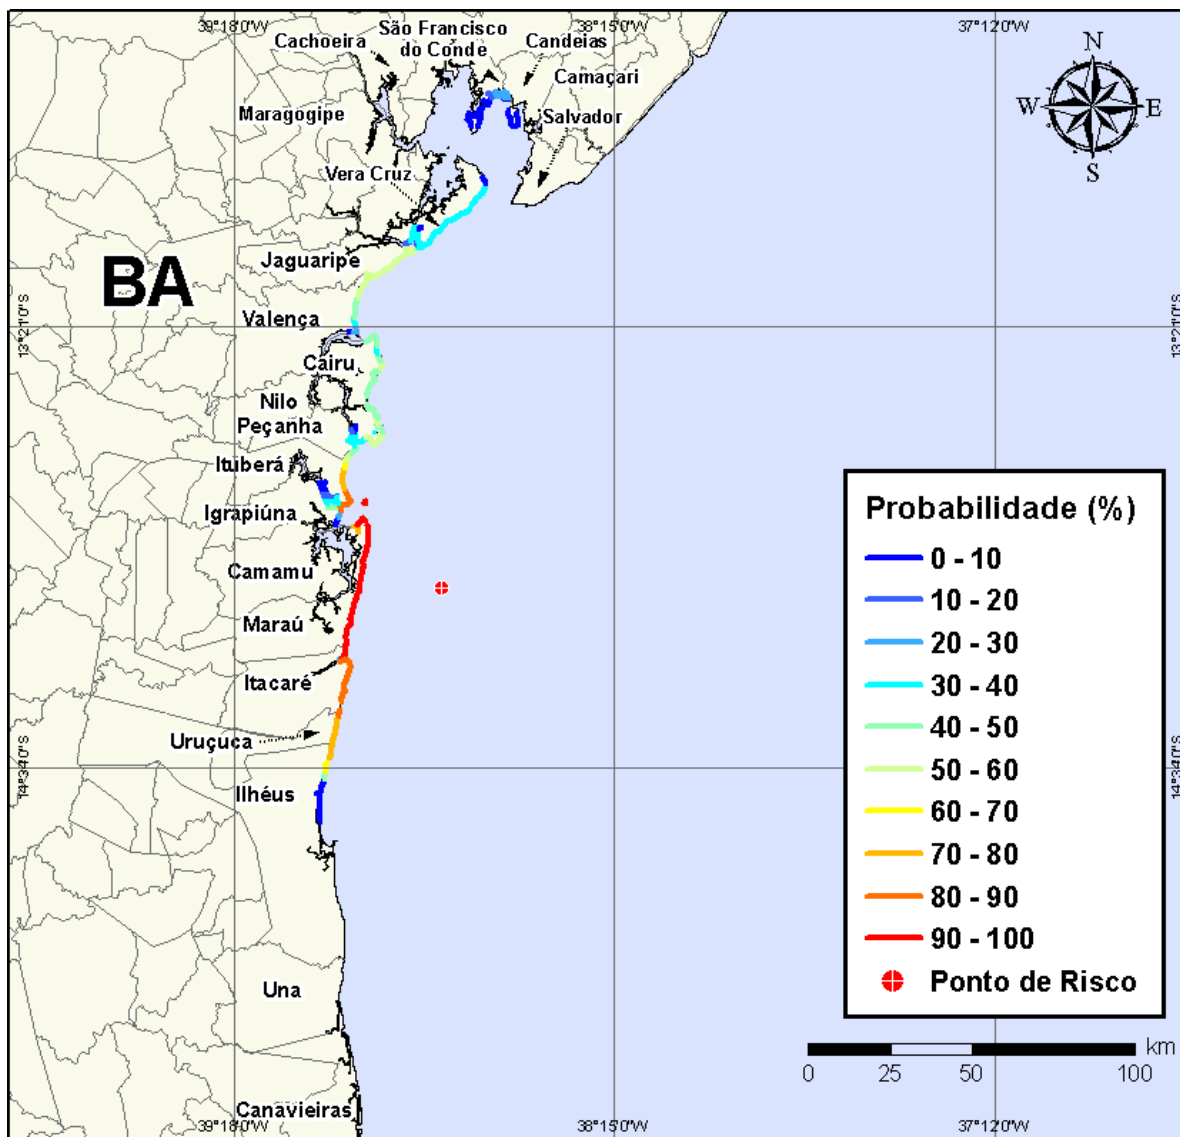 39°18'0"W
38°15'0"W
37°12'0"W
São Francisco
do Conde
Cachoeira
Candeias
Camaçari
Maragogipe
Salvador
Vera Cruz
N
W
E
S
Jaguaripe
BA
Valença
13°21'0"S
13°21'0"S
Cairu
Nilo
Peçanha
Ituberá
Igrapiúna
Camamu
Maraú
Itacaré
Uruçuca
14°34'0"S
14°34'0"S
Ilhéus
Una
Canavieiras
Probabilidade (%)
0 - 10
10 - 20
20 - 30
30 - 40
40 - 50
50 - 60
60 - 70
70 - 80
80 - 90
90 - 100
Ponto de Risco
km
0
25
50
100
39°18'0"W
38°15'0"W
37°12'0"W